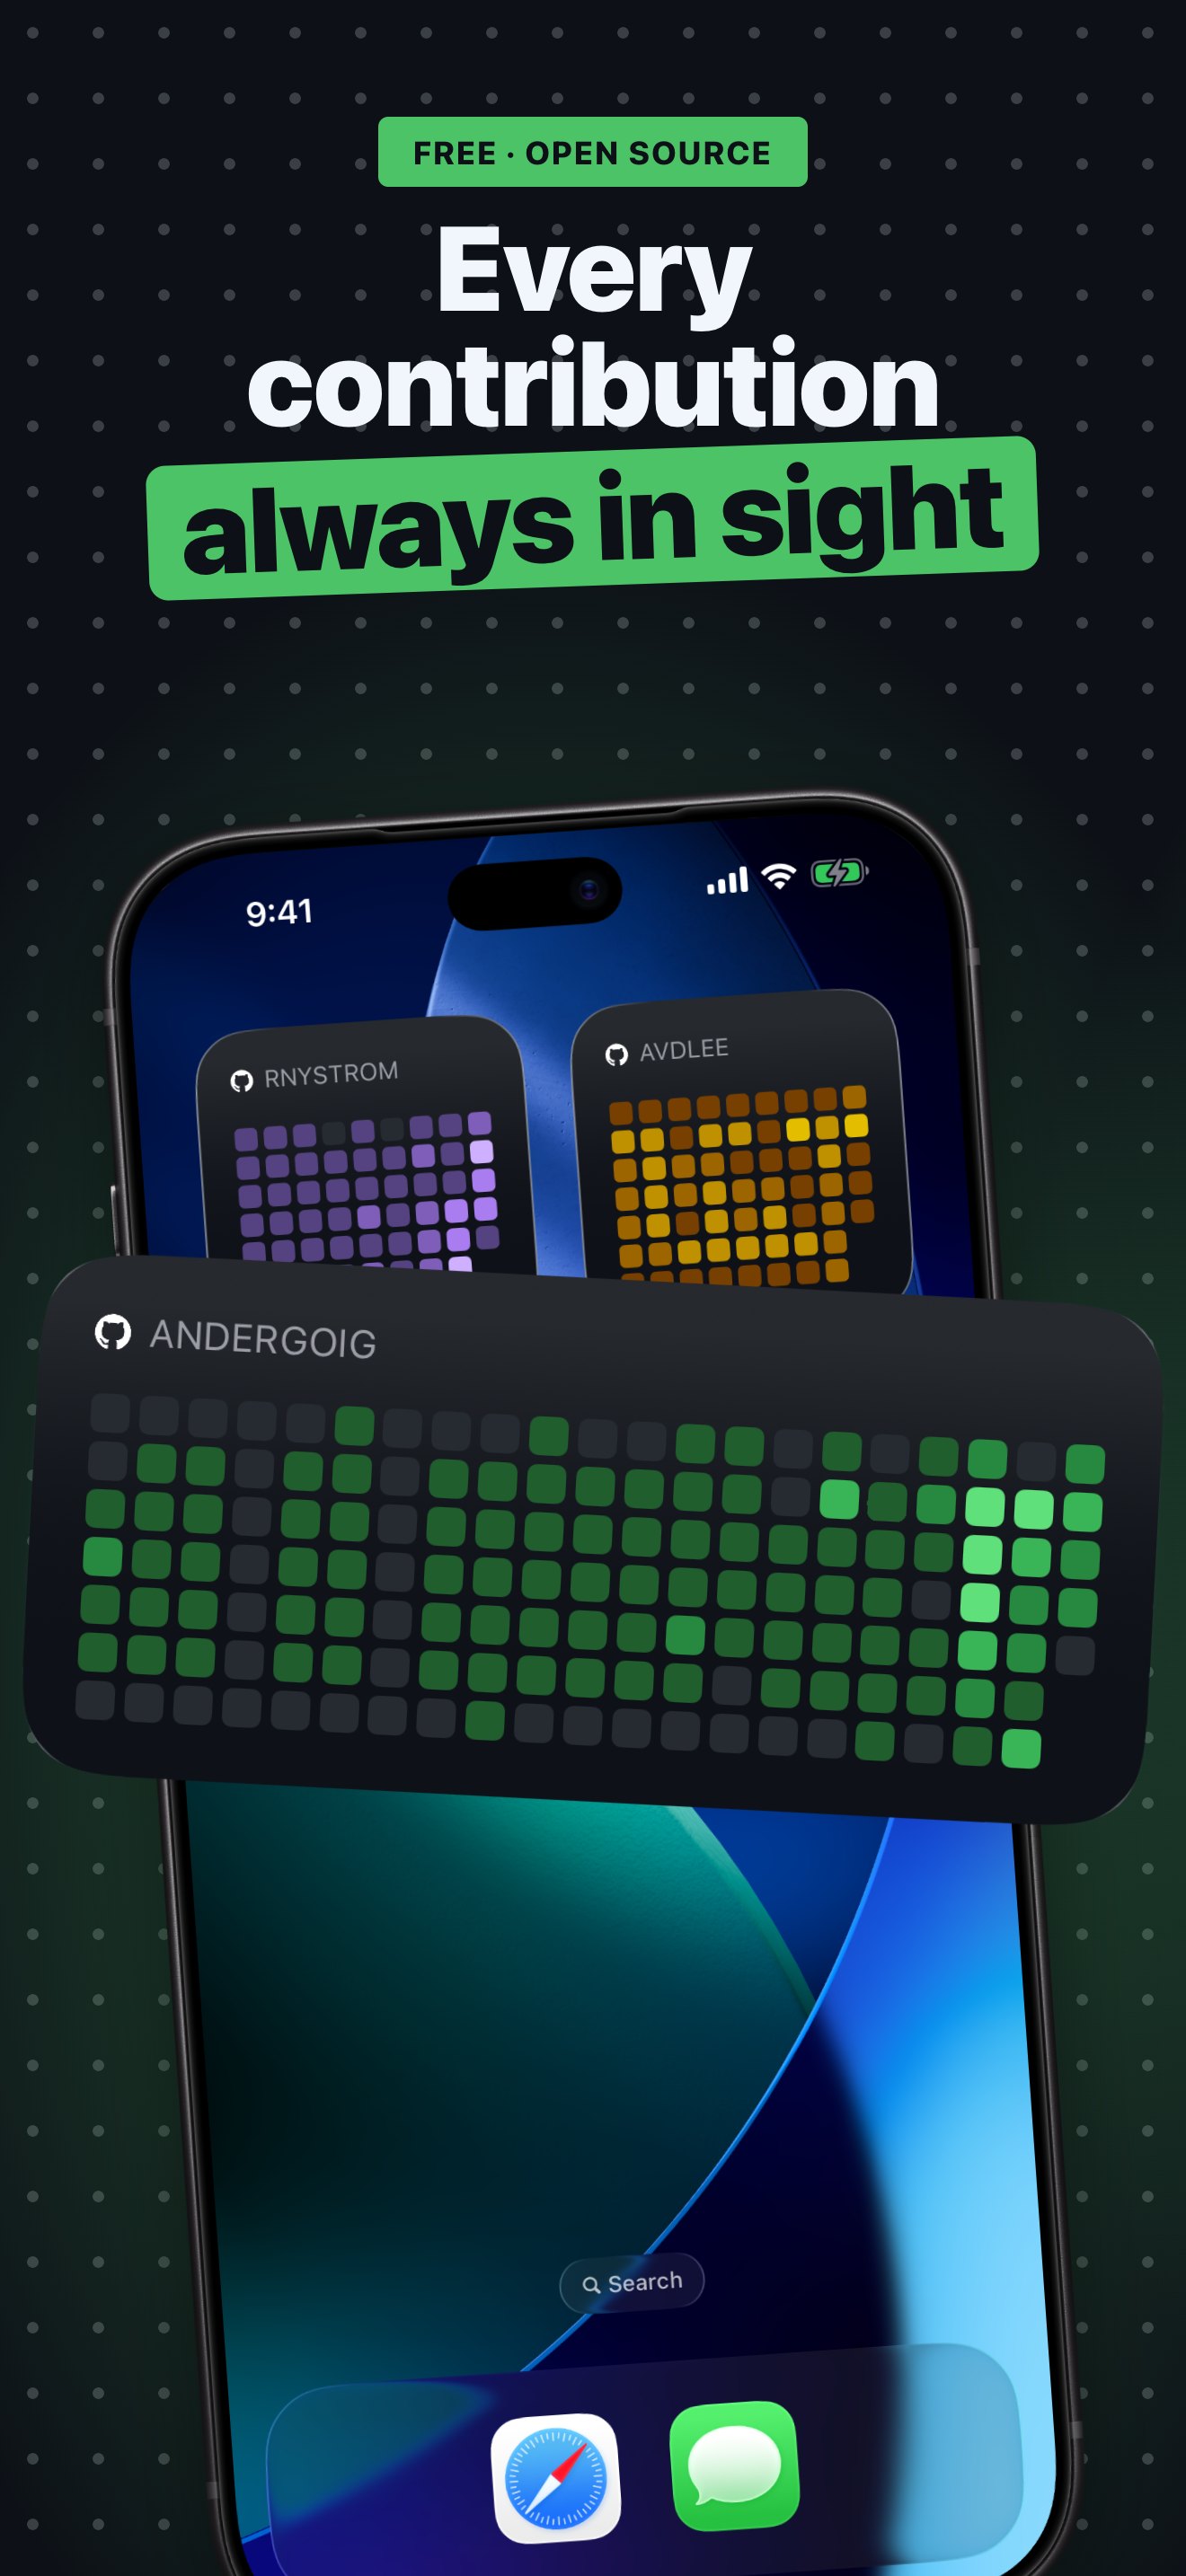 FREE · OPEN SOURCE
Every
contribution
always in sight
9:41
RNYSTROM
AVDLEE
ANDERGOIG
Search